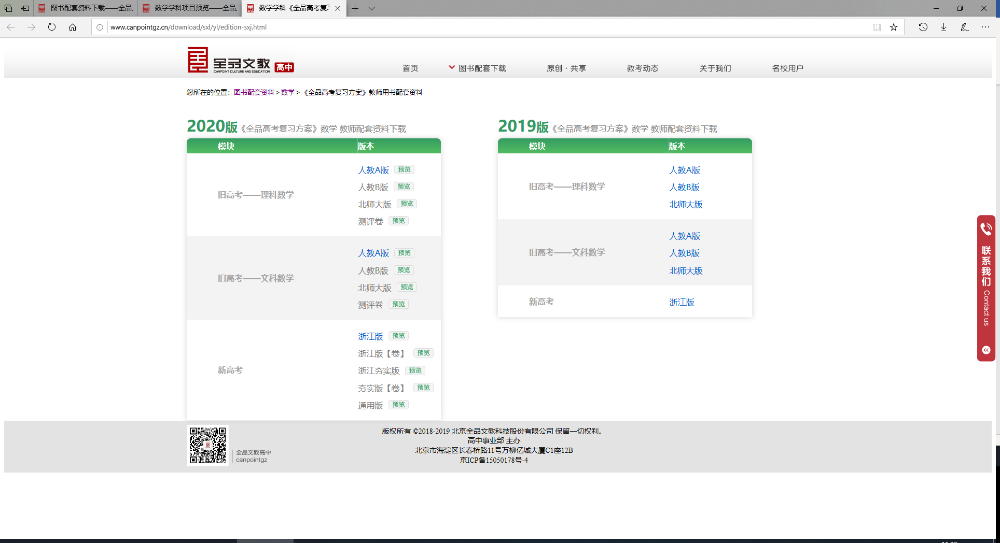 图书配套资料下载——全品
数学学科项目预览——全品
数学学科《全品高考复习
www.canpointgz.cn/download/sxl/yl/edition-sxj.html
全品文教 高中
CANPOINT CULTURE AND EDUCATION
首页 图书配套下载 原创·共享 教考动态 关于我们 名校用户
您所在的位置：图书配套资料 > 数学 > 《全品高考复习方案》教师用书配套资料
2020版《全品高考复习方案》数学 教师配套资料下载
模块 版本
旧高考——理科数学
人教A版 预览
人教B版 预览
北师大版 预览
测评卷 预览
旧高考——文科数学
人教A版 预览
人教B版 预览
北师大版 预览
测评卷 预览
新高考
浙江版 预览
浙江版【卷】 预览
浙江夯实版 预览
夯实版【卷】 预览
通用版 预览
2019版《全品高考复习方案》数学 教师配套资料下载
模块 版本
旧高考——理科数学
人教A版
人教B版
北师大版
旧高考——文科数学
人教A版
人教B版
北师大版
新高考
浙江版
联系我们 Contact us
全品文教高中
canpointgz
版权所有 ©2018-2019 北京全品文教科技股份有限公司 保留一切权利。
高中事业部 主办
北京市海淀区长春桥路11号万柳亿城大厦C1座12B
京ICP备15050178号-4